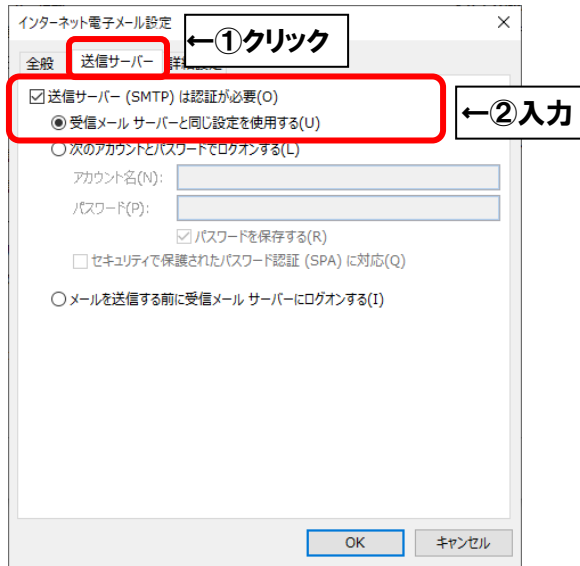 インターネット電子メール設定
←①クリック
全般 送信サーバー
送信サーバー (SMTP) は認証が必要(O)
←②入力
受信メール サーバーと同じ設定を使用する(U)
次のアカウントとパスワードでログオンする(L)
アカウント名(N):
パスワード(P):
パスワードを保存する(R)
セキュリティで保護されたパスワード認証 (SPA) に対応(Q)
メールを送信する前に受信メール サーバーにログオンする(I)
OK キャンセル